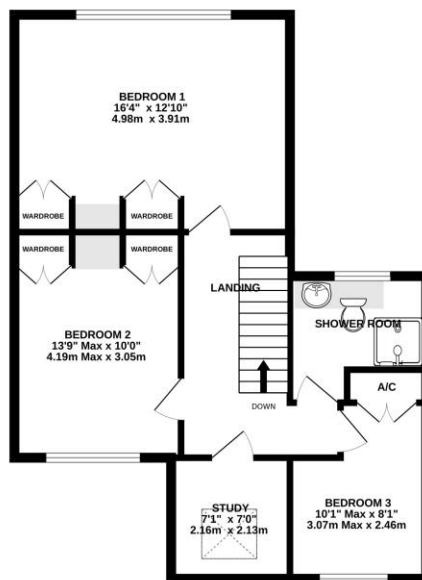 BEDROOM 1
16'4" x 12'10"
4.98m x 3.91m
WARDROBE
WARDROBE
WARDROBE
WARDROBE
LANDING
BEDROOM 2
13'9" Max x 10'0"
4.19m Max x 3.05m
SHOWER ROOM
A/C
DOWN
STUDY
7'1" x 7'0"
2.16m x 2.13m
BEDROOM 3
10'1" Max x 8'1"
3.07m Max x 2.46m